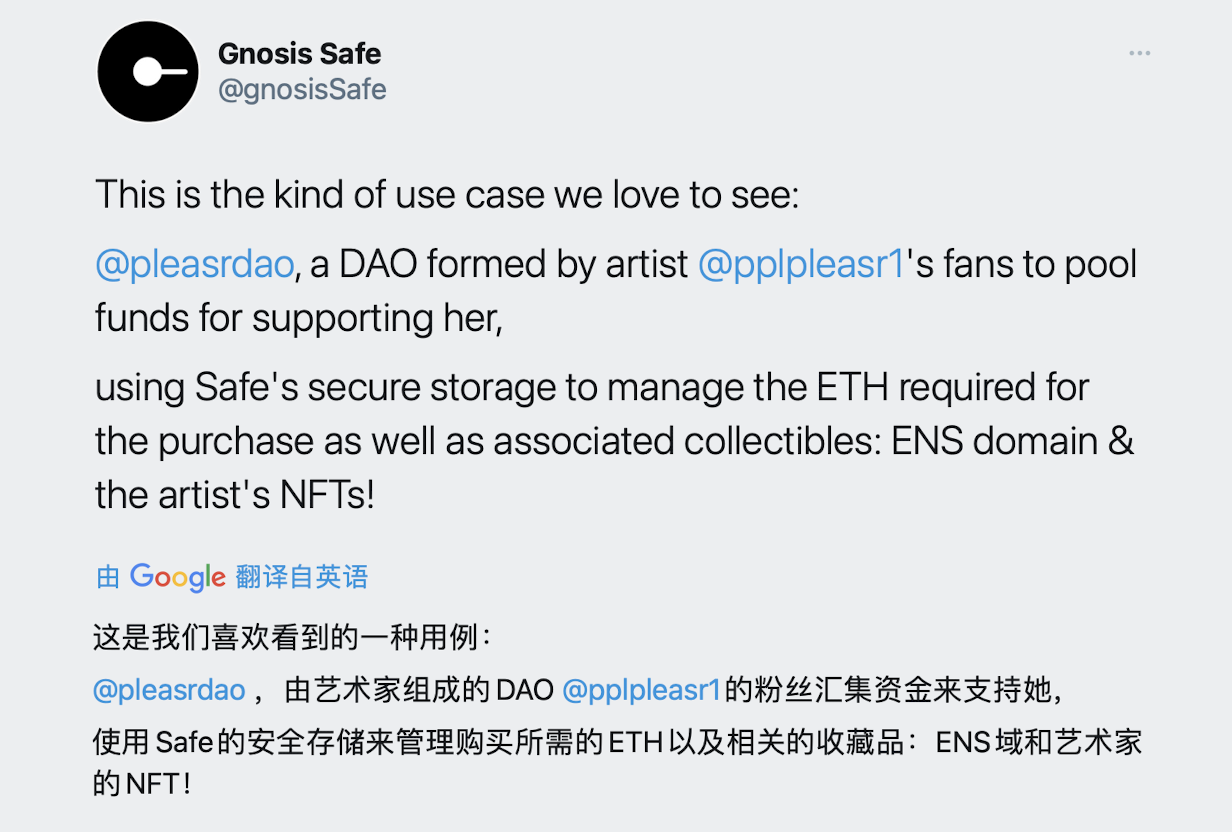 Gnosis Safe
@gnosisSafe
This is the kind of use case we love to see:
@pleasrdao, a DAO formed by artist @pplpleasr1's fans to pool
funds for supporting her,
using Safe's secure storage to manage the ETH required for
the purchase as well as associated collectibles: ENS domain &
the artist's NFTs!
由 Google 翻译自英语
这是我们喜欢看到的一种用例：
@pleasrdao ，由艺术家组成的DAO @pplpleasr1的粉丝汇集资金来支持她，
使用Safe的安全存储来管理购买所需的ETH以及相关的收藏品：ENS域和艺术家
的NFT！